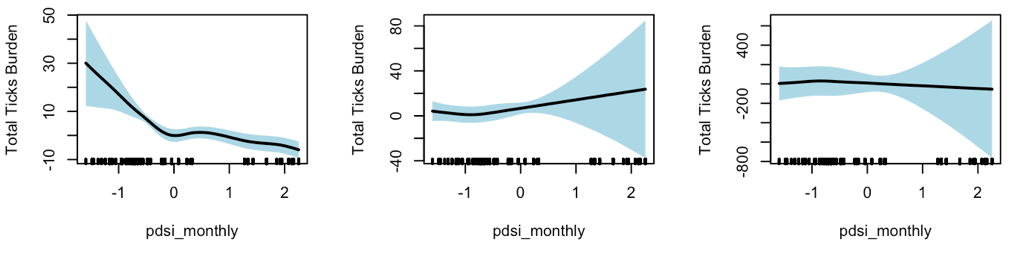 Total Ticks Burden
50
30
10
-10
-1 0 1 2
pdsi_monthly
Total Ticks Burden
80
40
0
-40
-1 0 1 2
pdsi_monthly
Total Ticks Burden
400
-200
-800
-1 0 1 2
pdsi_monthly